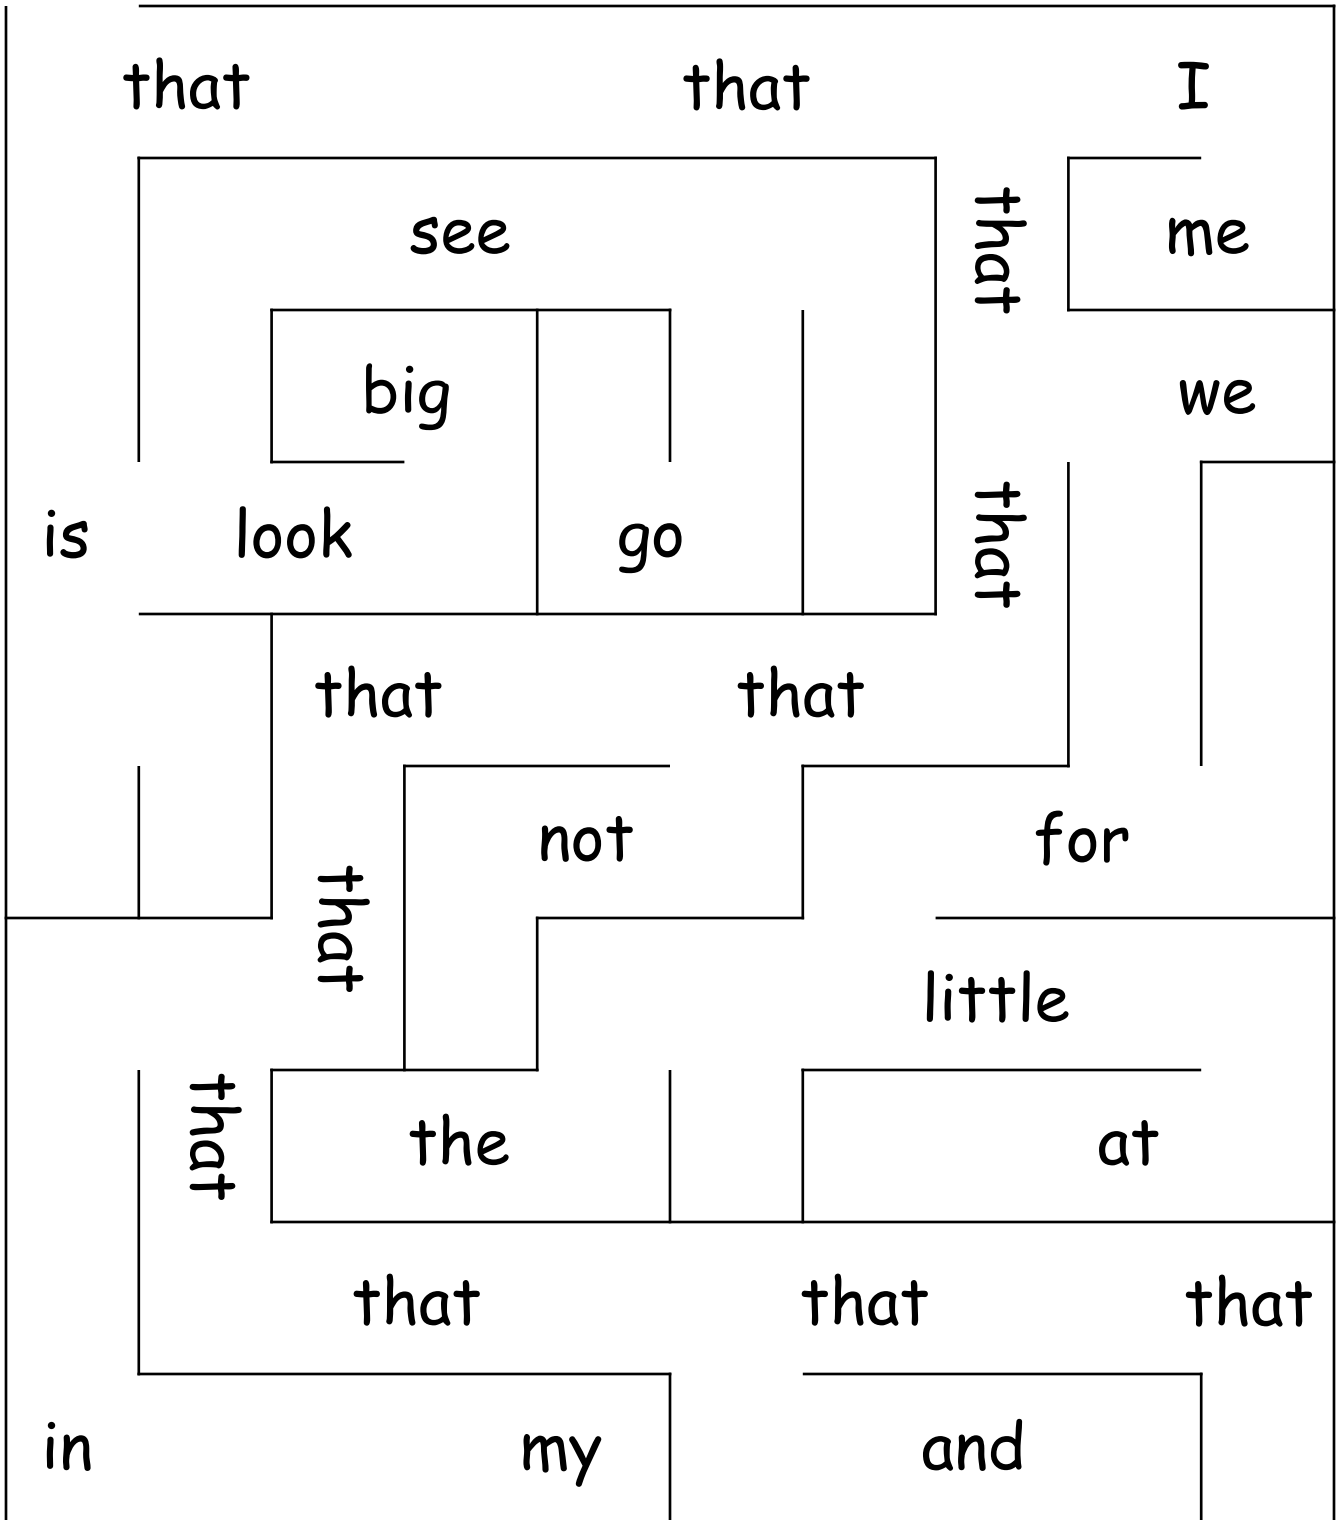 that that I
see that me
big we
is look go that
that that
not for
that
little
that
the at
that that that
in my and